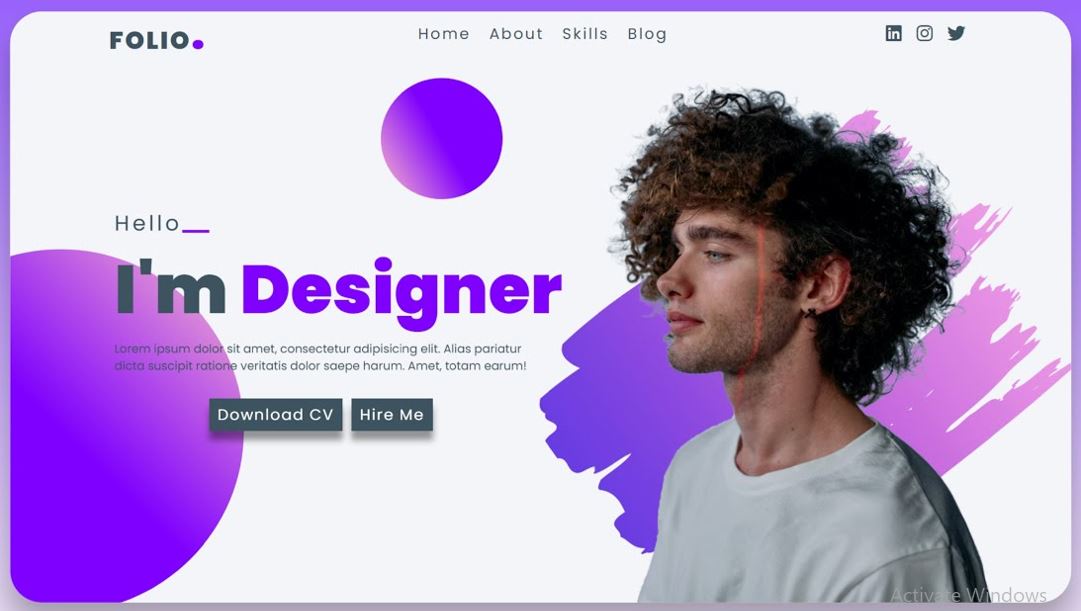 FOLIO.
Home About Skills Blog
Hello__
I'm Designer
Lorem ipsum dolor sit amet, consectetur adipisicing elit. Alias pariatur
dicta suscipit ratione veritatis dolor saepe harum. Amet, totam earum!
Download CV Hire Me
Activate Windows